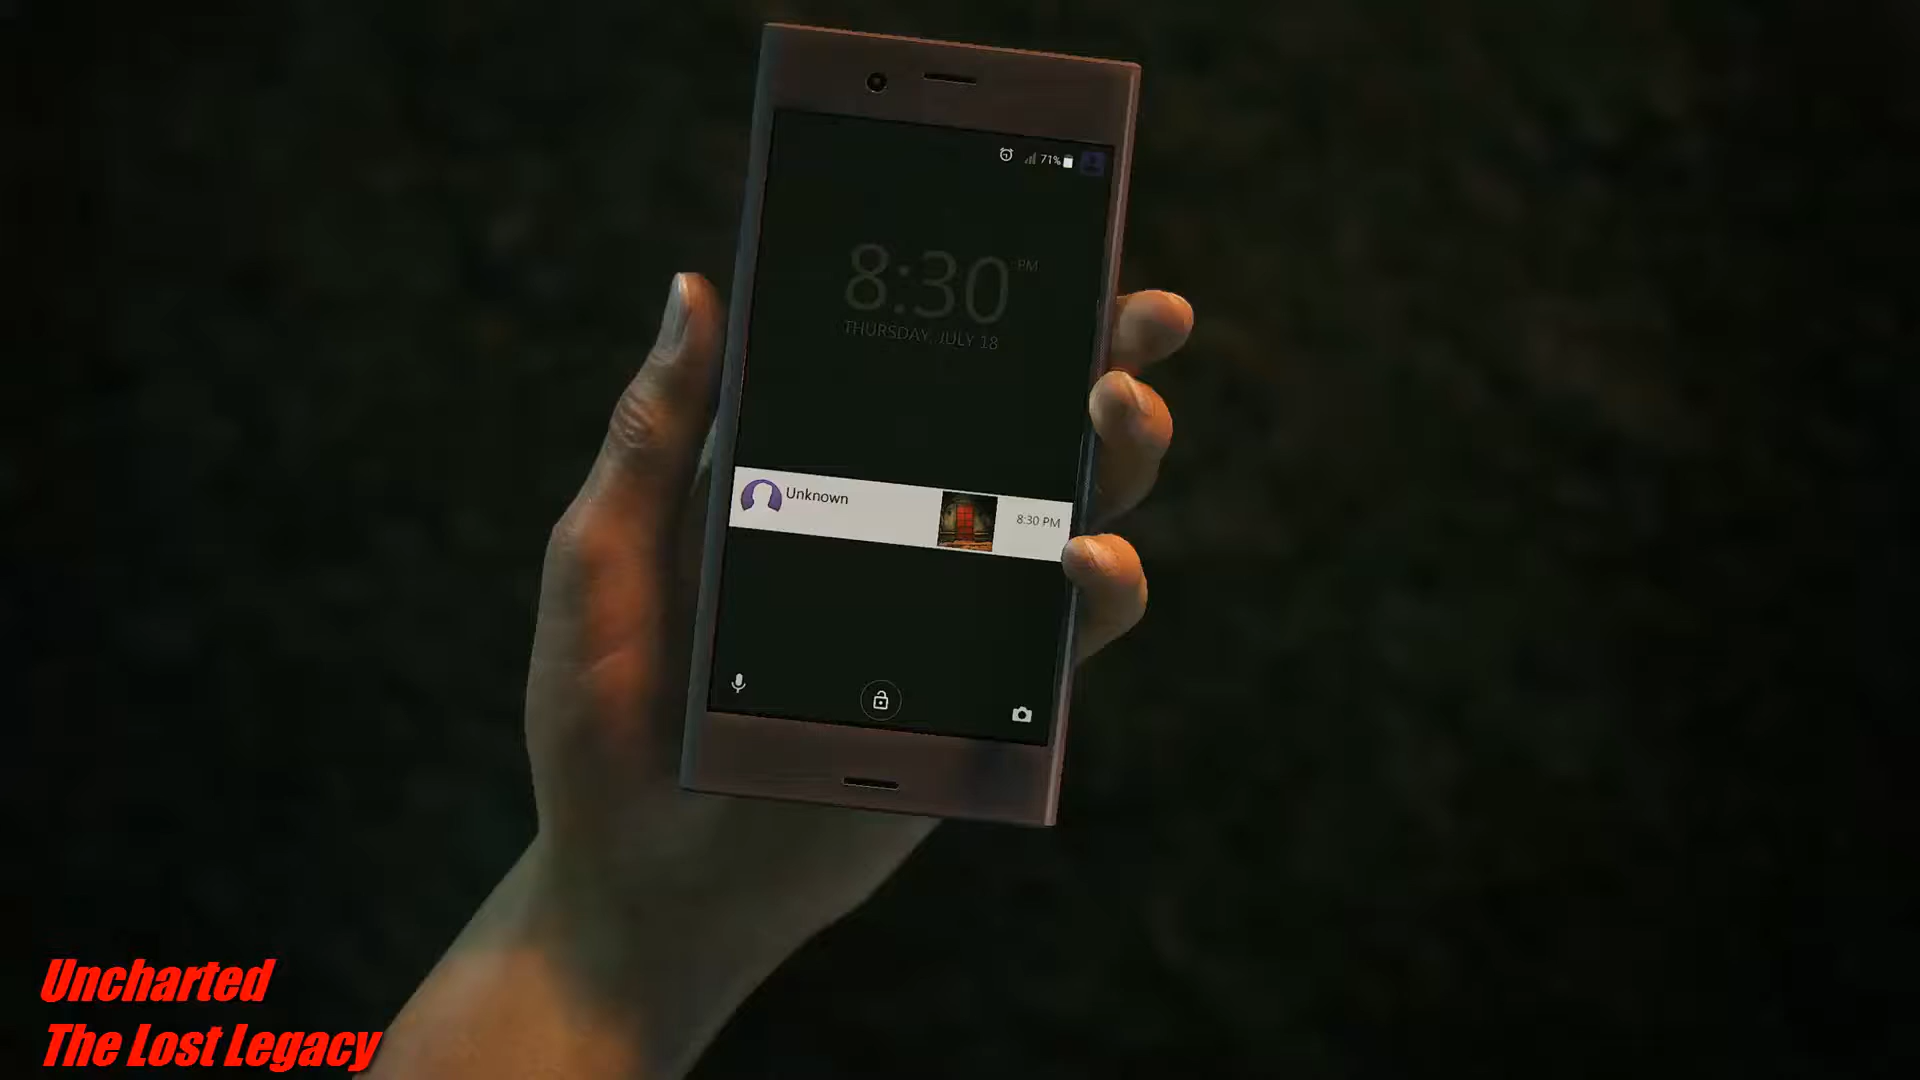 71%
8:30 PM
THURSDAY, JULY 18
Unknown
8:30 PM
Uncharted
The Lost Legacy